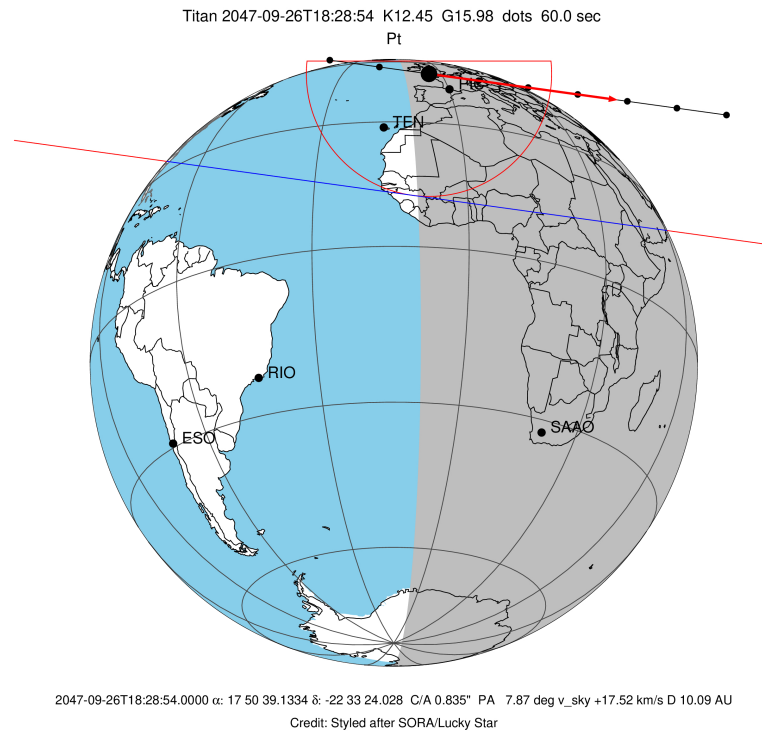 Titan 2047-09-26T18:28:54 K12.45 G15.98 dots 60.0 sec
Pt
TEN
RIO
ESO
SAAO
2047-09-26T18:28:54.0000 α: 17 50 39.1334 δ: -22 33 24.028 C/A 0.835" PA 7.87 deg v_sky +17.52 km/s D 10.09 AU
Credit: Styled after SORA/Lucky Star